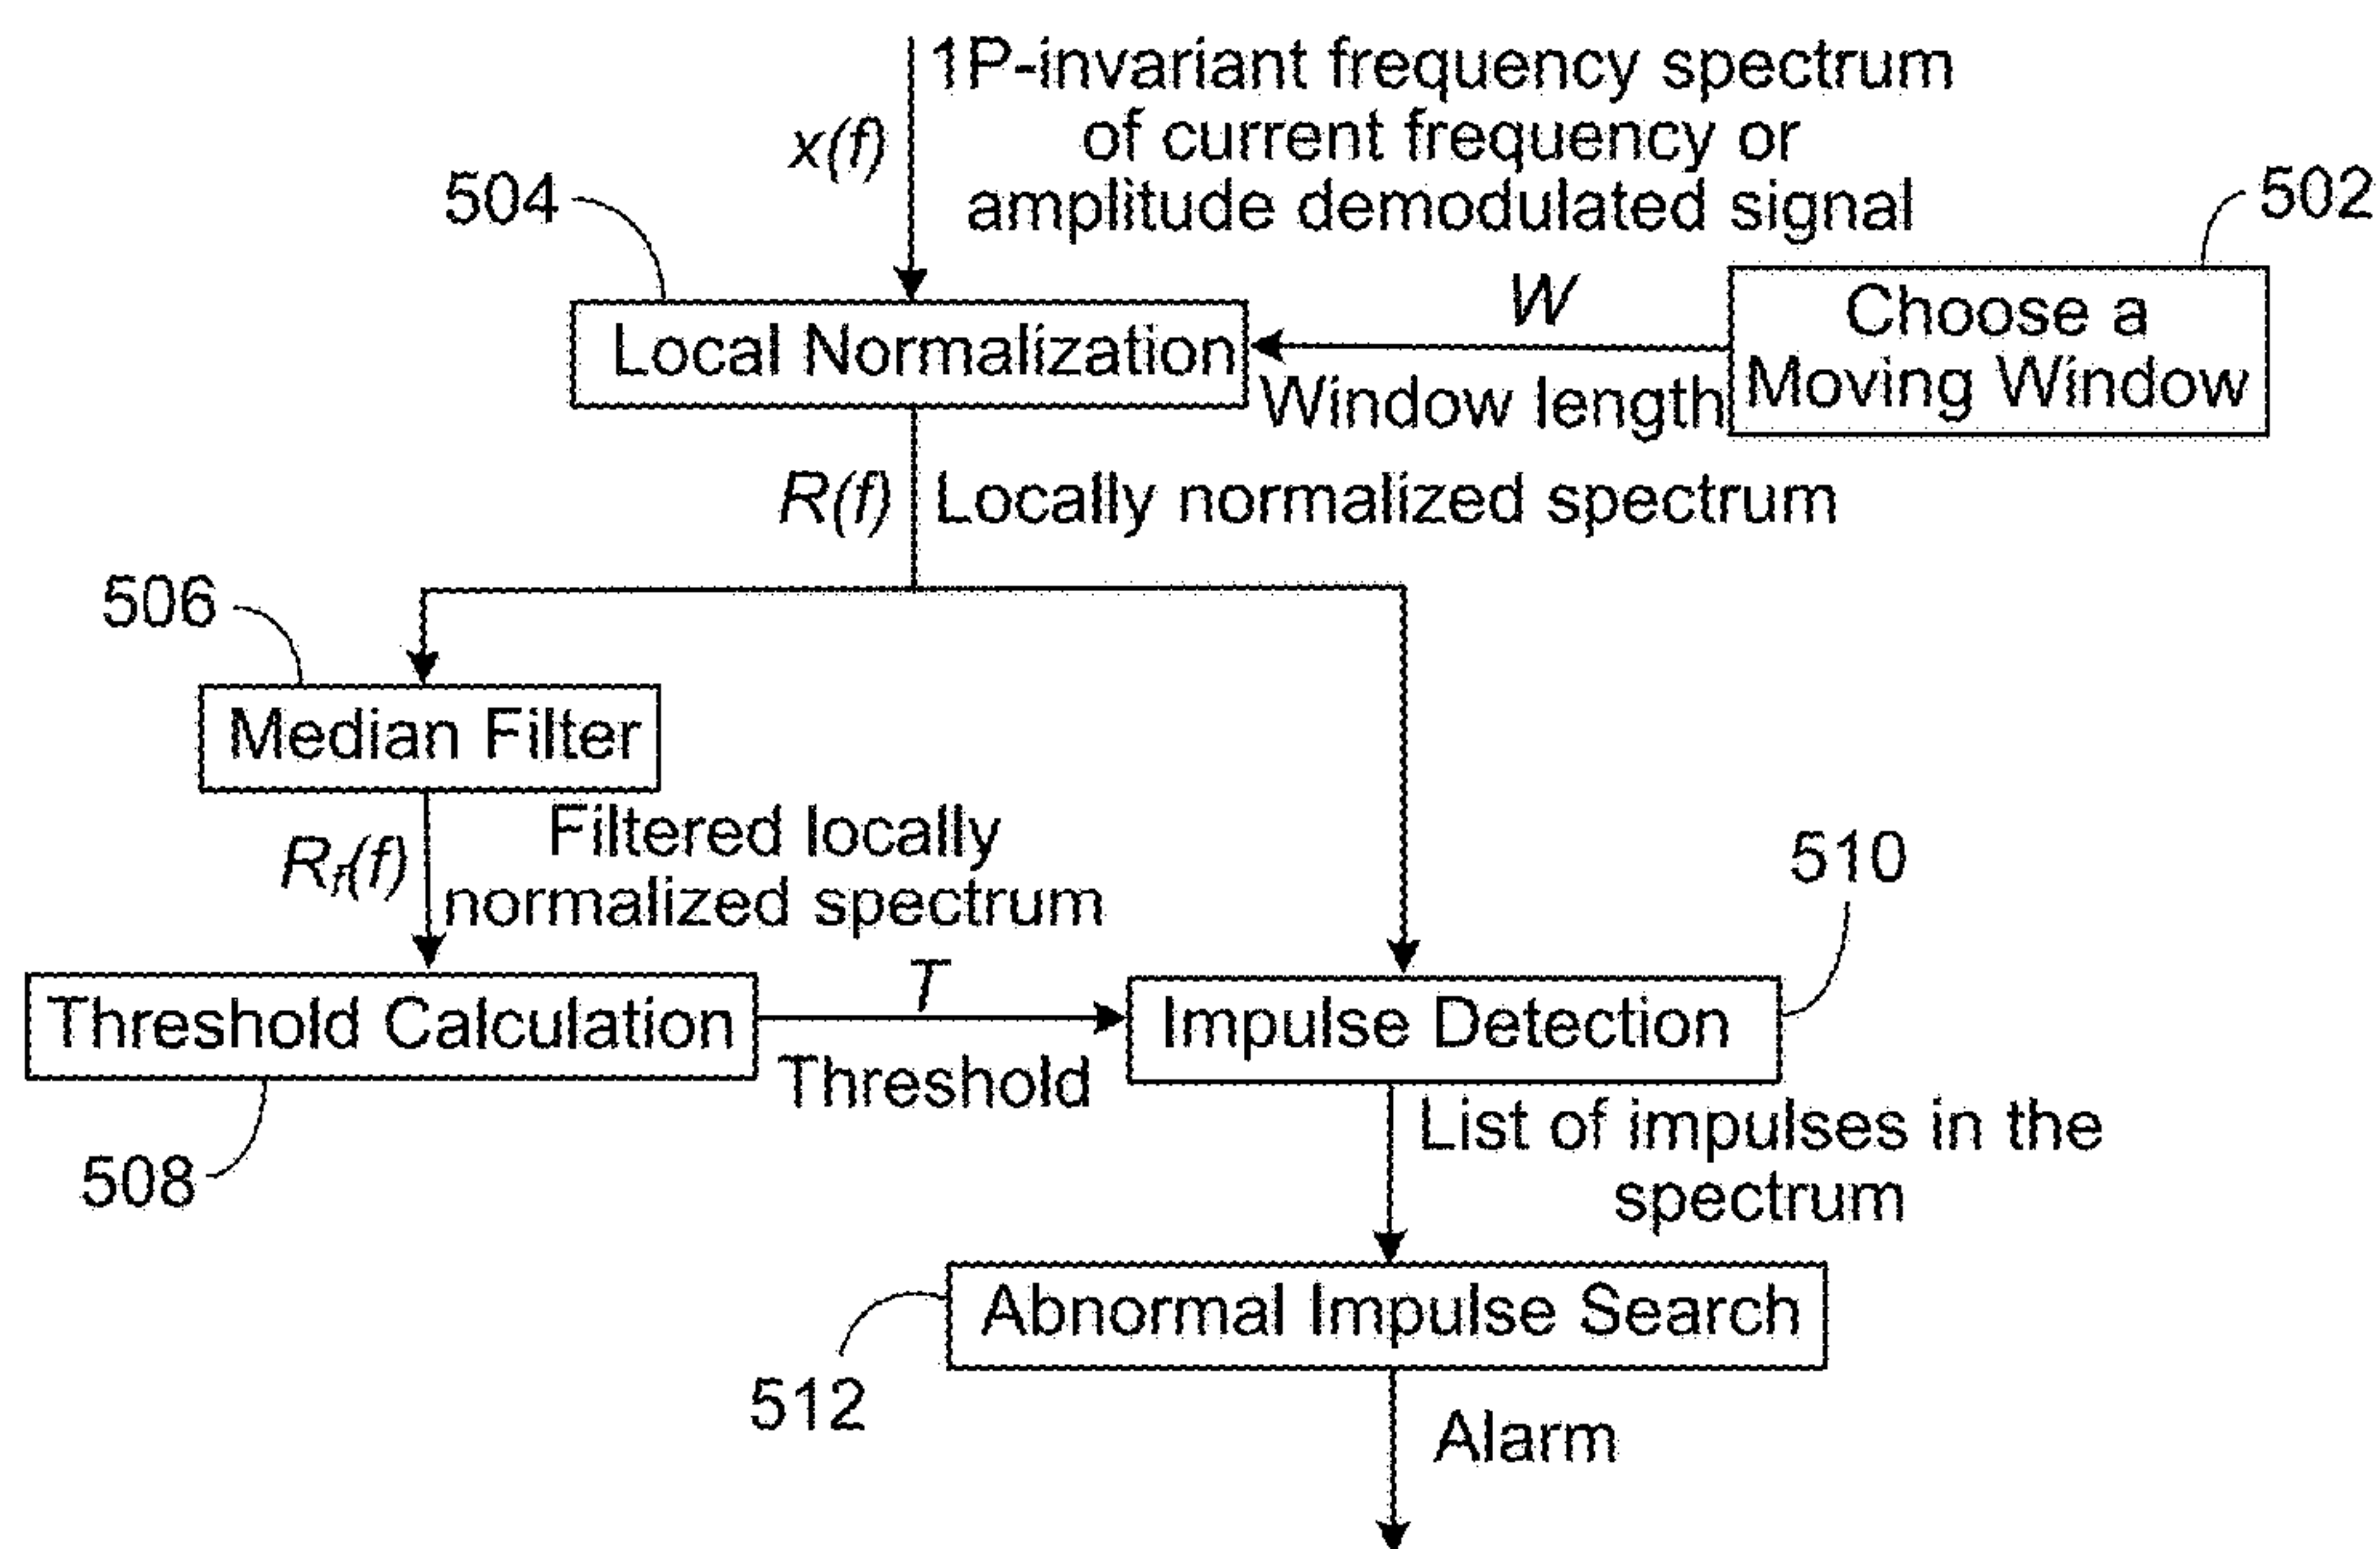 1P-invariant frequency spectrum
of current frequency or
amplitude demodulated signal
x(f)
504
502
Local Normalization
W
Window length
Choose a
Moving Window
R(f)
Locally normalized spectrum
506
Median Filter
Rf(f)
Filtered locally
normalized spectrum
510
Threshold Calculation
T
Threshold
Impulse Detection
508
List of impulses in the
spectrum
Abnormal Impulse Search
512
Alarm